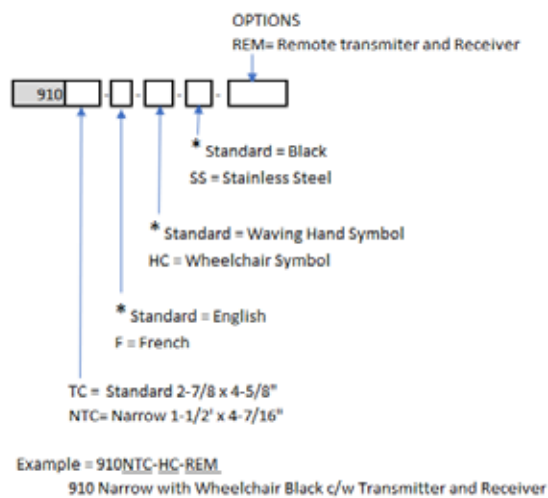 OPTIONS
REM= Remote transmiter and Receiver
910 - - - -
* Standard = Black
SS = Stainless Steel
* Standard = Waving Hand Symbol
HC = Wheelchair Symbol
* Standard = English
F = French
TC = Standard 2-7/8 x 4-5/8"
NTC= Narrow 1-1/2' x 4-7/16"
Example = 910NTC-HC-REM
910 Narrow with Wheelchair Black c/w Transmitter and Receiver